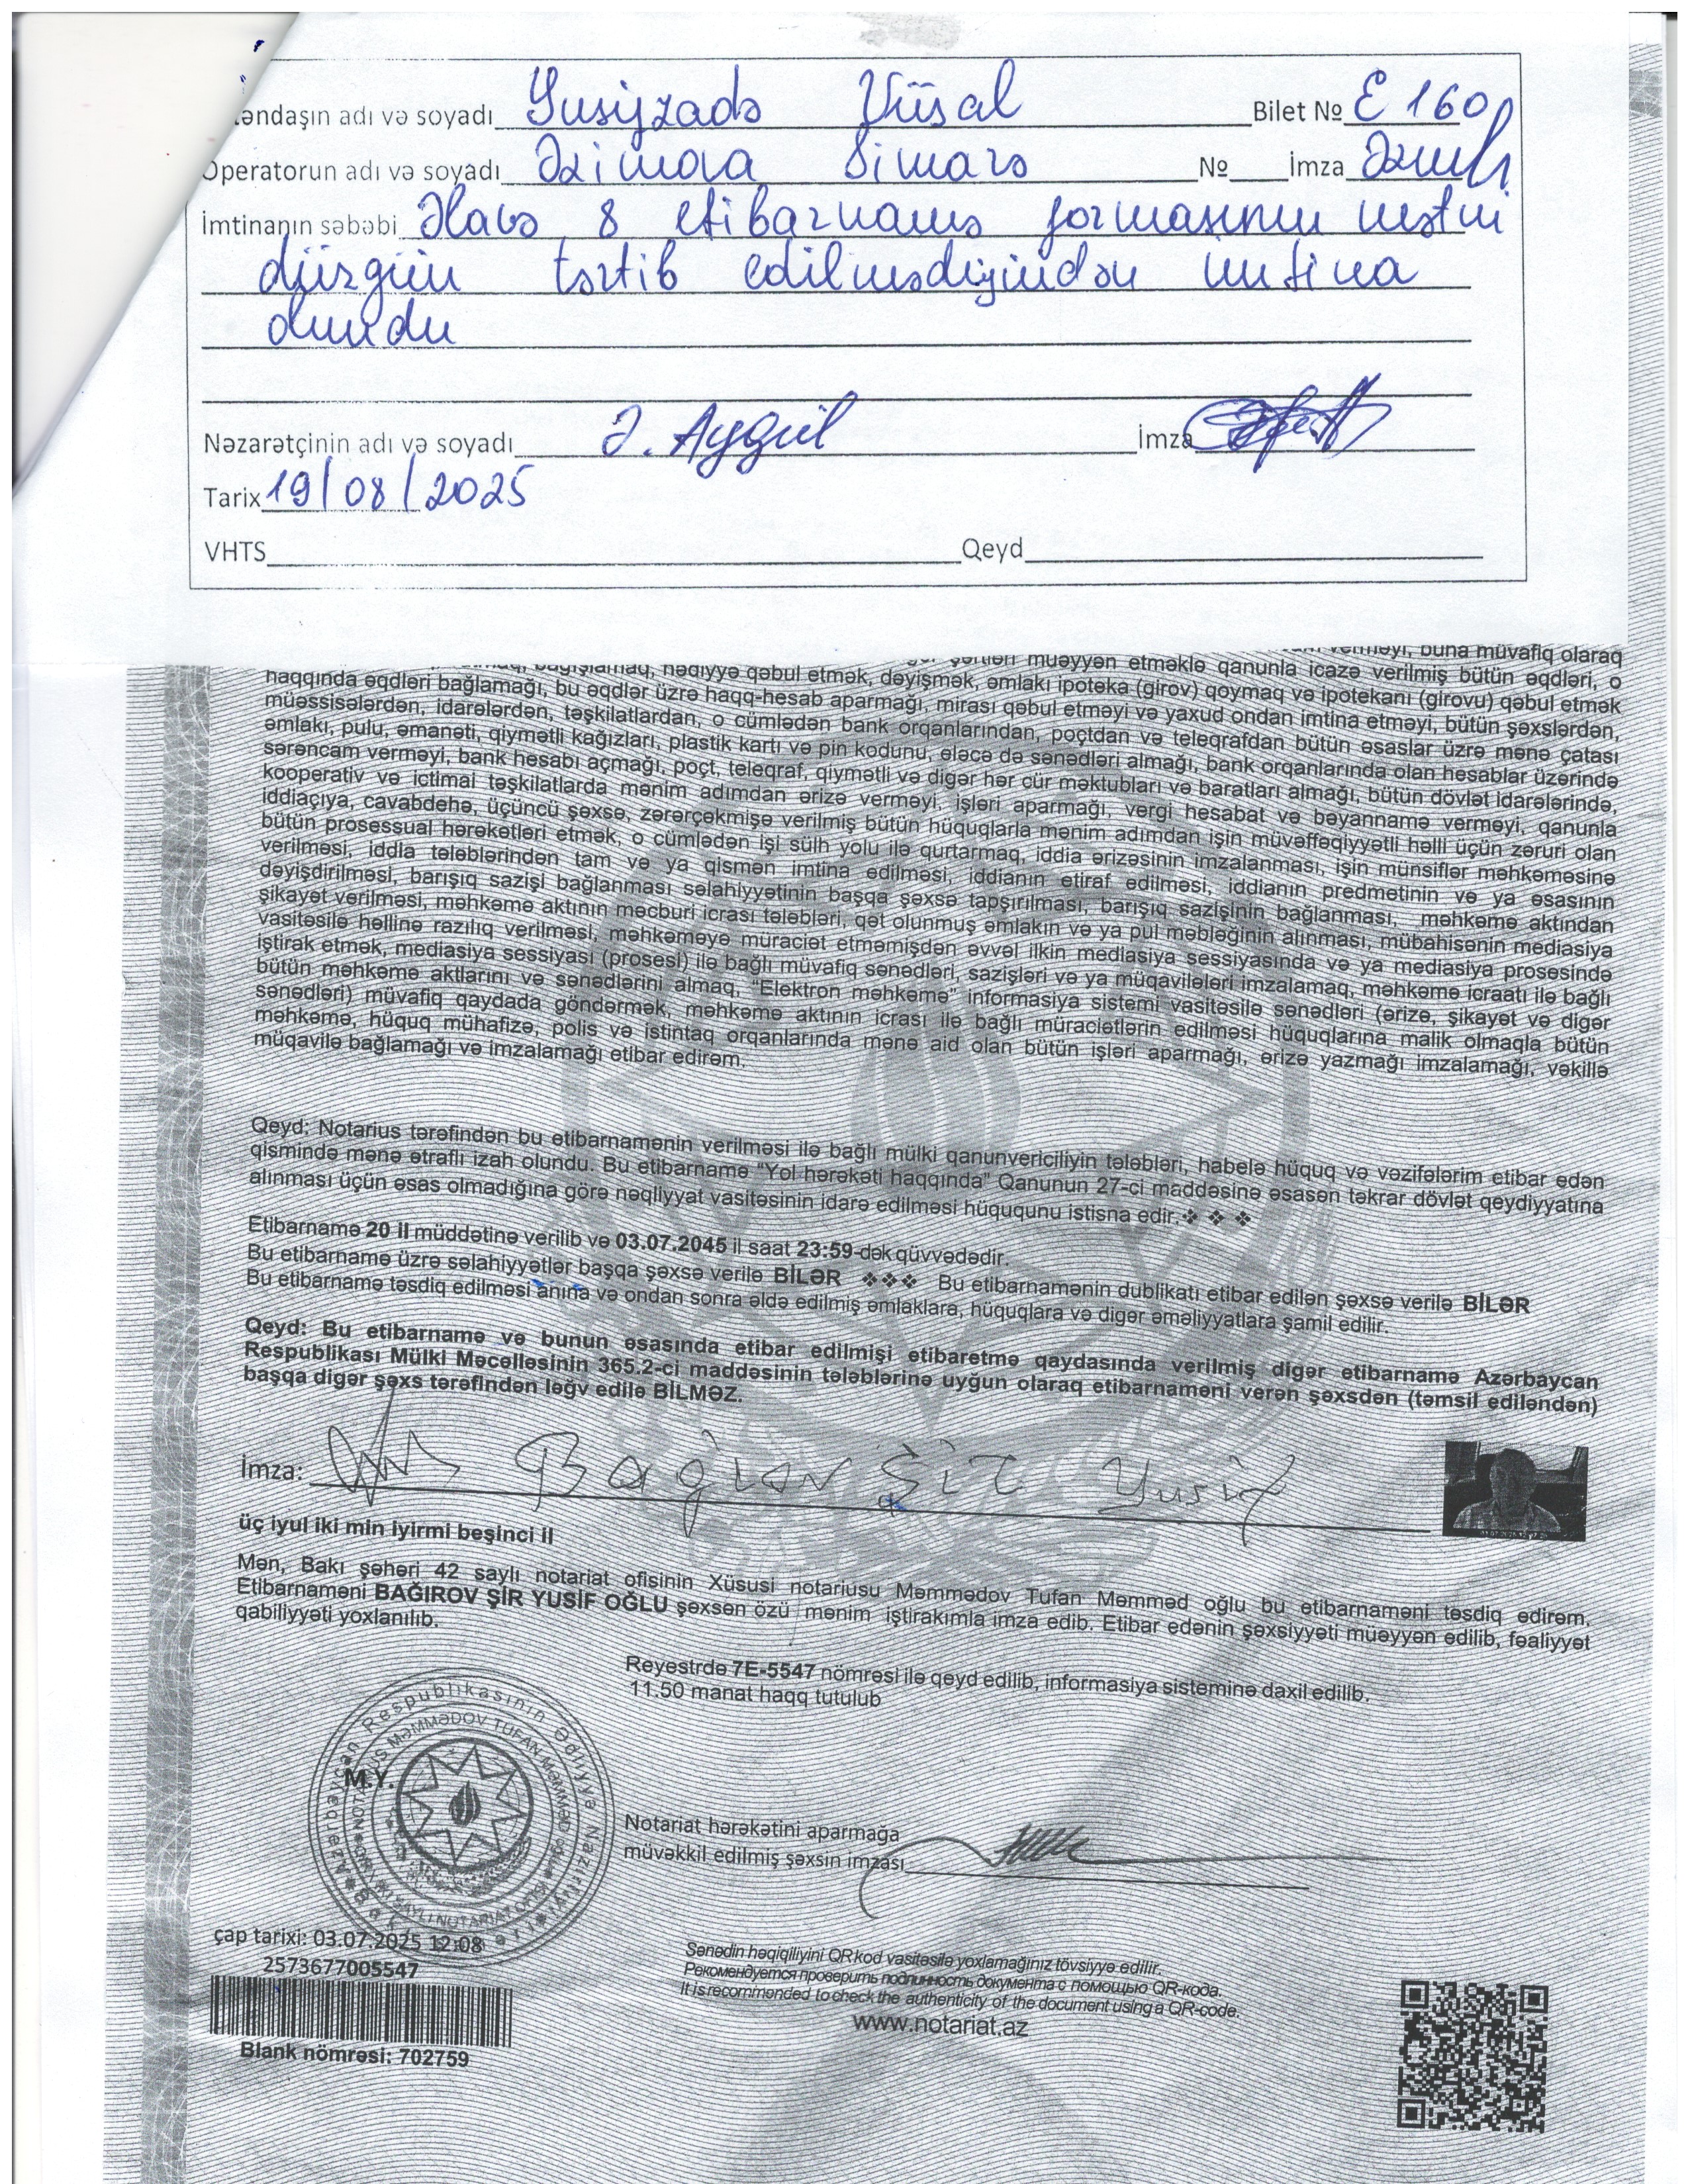 əndaşın adı və soyadı Yusifzadə Vüsal Bilet № E 160
Operatorun adı və soyadı Əzimova Simarə № İmza
İmtinanın səbəbi Əlavə 8 etibarnamə formasının mətni
düzgün tərtib edilmədiyindən imtina
olundu
Nəzarətçinin adı və soyadı Ə. Aygül İmza
Tarix 19/08/2025
VHTS Qeyd
verməyi, buna müvafiq olaraq
bağışlamaq, hədiyyə qəbul etmək, dəyişmək, əmlakı ipoteka (girov) qoymaq və ipotekanı (girovu) qəbul etmək şərtləri müəyyən etməklə qanunla icazə verilmiş bütün əqdləri, o
haqqında əqdləri bağlamağı, bu əqdlər üzrə haqq-hesab aparmağı, mirası qəbul etməyi və yaxud ondan imtina etməyi, bütün şəxslərdən,
müəssisələrdən, idarələrdən, təşkilatlardan, o cümlədən bank orqanlarından, poçtdan və teleqrafdan bütün əsaslar üzrə mənə çatası
əmlakı, pulu, əmanəti, qiymətli kağızları, plastik kartı və pin kodunu, eləcə də sənədləri almağı, bank orqanlarında olan hesablar üzərində
sərəncam verməyi, bank hesabı açmağı, poçt, teleqraf, qiymətli və digər hər cür məktubları və baratları almağı, bütün dövlət idarələrində,
kooperativ və ictimai təşkilatlarda mənim adımdan ərizə verməyi, işləri aparmağı, vergi hesabat və bəyannamə verməyi, qanunla
iddiaçıya, cavabdehə, üçüncü şəxsə, zərərçəkmişə verilmiş bütün hüquqlarla mənim adımdan işin müvəffəqiyyətli həlli üçün zəruri olan
bütün prosessual hərəkətləri etmək, o cümlədən işi sülh yolu ilə qurtarmaq, iddia ərizəsinin imzalanması, işin münsiflər məhkəməsinə
verilməsi, iddia tələblərindən tam və ya qismən imtina edilməsi, iddianın etiraf edilməsi, iddianın predmetinin və ya əsasının
dəyişdirilməsi, barışıq sazişi bağlanması səlahiyyətinin başqa şəxsə tapşırılması, barışıq sazişinin bağlanması, məhkəmə aktından
şikayət verilməsi, məhkəmə aktının məcburi icrası tələbləri, qət olunmuş əmlakın və ya pul məbləğinin alınması, mübahisənin mediasiya
vasitəsilə həllinə razılıq verilməsi, məhkəməyə müraciət etməmişdən əvvəl ilkin mediasiya sessiyasında və ya mediasiya prosesində
iştirak etmək, mediasiya sessiyası (prosesi) ilə bağlı müvafiq sənədləri, sazişləri və ya müqavilələri imzalamaq, məhkəmə icraatı ilə bağlı
bütün məhkəmə aktlarını və sənədlərini almaq, "Elektron məhkəmə" informasiya sistemi vasitəsilə sənədləri (ərizə, şikayət və digər
sənədləri) müvafiq qaydada göndərmək, məhkəmə aktının icrası ilə bağlı müraciətlərin edilməsi hüquqlarına malik olmaqla bütün
məhkəmə, hüquq mühafizə, polis və istintaq orqanlarında mənə aid olan bütün işləri aparmağı, ərizə yazmağı imzalamağı, vəkillə
müqavilə bağlamağı və imzalamağı etibar edirəm.
Qeyd: Notarius tərəfindən bu etibarnamənin verilməsi ilə bağlı mülki qanunvericiliyin tələbləri, habelə hüquq və vəzifələrim etibar edən
qismində mənə ətraflı izah olundu. Bu etibarnamə "Yol hərəkəti haqqında" Qanunun 27-ci maddəsinə əsasən təkrar dövlət qeydiyyatına
alınması üçün əsas olmadığına görə nəqliyyat vasitəsinin idarə edilməsi hüququnu istisna edir.❖ ❖ ❖
Etibarnamə 20 il müddətinə verilib və 03.07.2045 il saat 23:59-dək qüvvədədir.
Bu etibarnamə üzrə səlahiyyətlər başqa şəxsə verilə BİLƏR ❖❖❖ Bu etibarnamənin dublikatı etibar edilən şəxsə verilə BİLƏR
Bu etibarnamə təsdiq edilməsi anına və ondan sonra əldə edilmiş əmlaklara, hüquqlara və digər əməliyyatlara şamil edilir.
Qeyd: Bu etibarnamə və bunun əsasında etibar edilmişi etibaretmə qaydasında verilmiş digər etibarnamə Azərbaycan
Respublikası Mülki Məcəlləsinin 365.2-ci maddəsinin tələblərinə uyğun olaraq etibarnaməni verən şəxsdən (təmsil ediləndən)
başqa digər şəxs tərəfindən ləğv edilə BİLMƏZ.
İmza: Bağırov Şir Yusif
üç iyul iki min iyirmi beşinci il
Mən, Bakı şəhəri 42 saylı notariat ofisinin Xüsusi notariusu Məmmədov Tufan Məmməd oğlu bu etibarnaməni təsdiq edirəm.
Etibarnaməni BAĞIROV ŞİR YUSİF OĞLU şəxsən özü mənim iştirakımla imza edib. Etibar edənin şəxsiyyəti müəyyən edilib, fəaliyyət
qabiliyyəti yoxlanılıb.
Reyestrdə 7E-5547 nömrəsi ilə qeyd edilib, informasiya sisteminə daxil edilib.
11.50 manat haqq tutulub
Azərbaycan Respublikasının Ədliyyə Nazirliyi
NOTARIUS MƏMMƏDOV TUFAN MƏMMƏD
M.Y.
Notariat hərəkətini aparmağa
müvəkkil edilmiş şəxsin imzası
çap tarixi: 03.07.2025 12:08
2573677005547
Blank nömrəsi: 702759
Sənədin həqiqiliyini QR kod vasitəsilə yoxlamağınız tövsiyyə edilir.
Рекомендуется проверить подлинность документа с помощью QR-кода.
It is recommended to check the authenticity of the document using a QR-code.
www.notariat.az